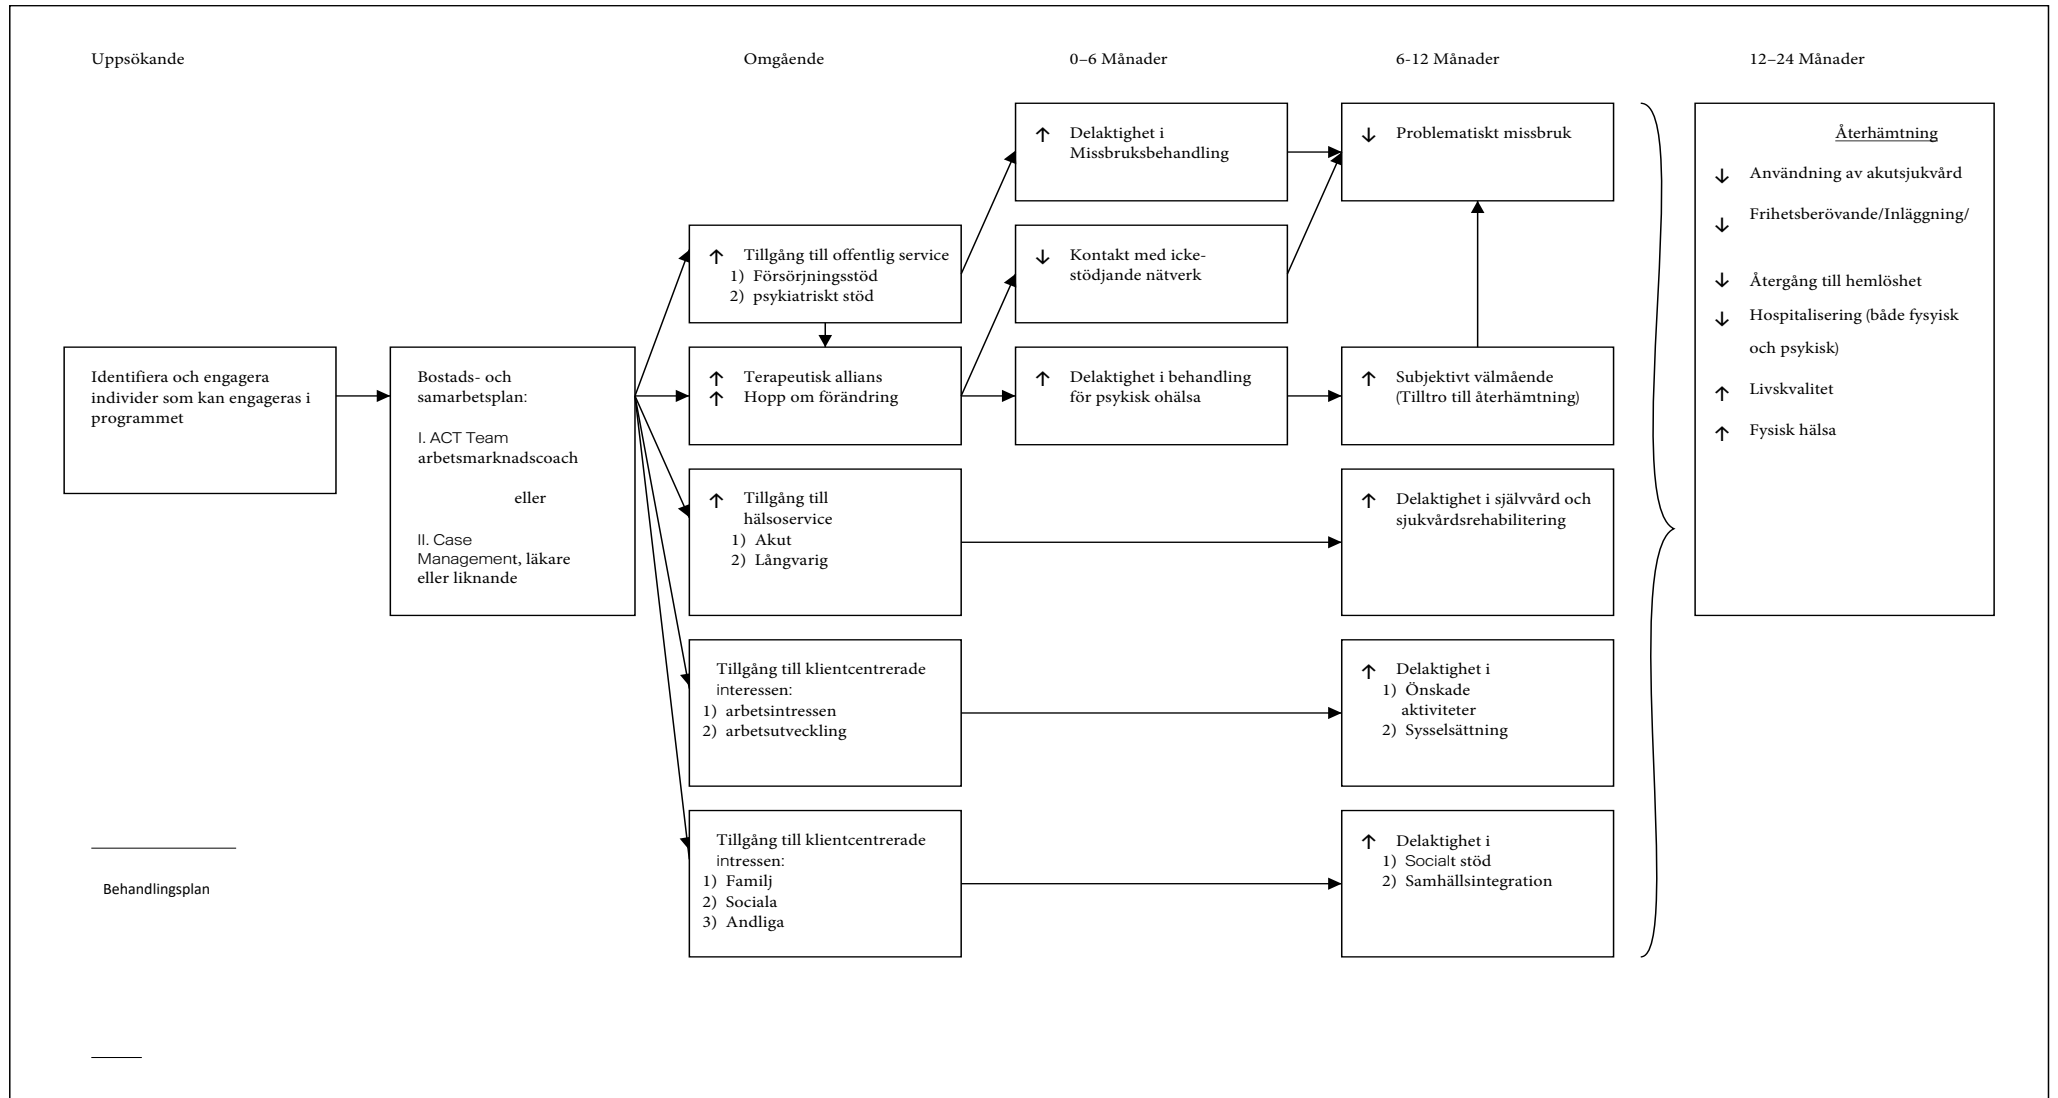 Uppsökande
Omgående
0–6 Månader
6-12 Månader
12–24 Månader
Identifiera och engagera
individer som kan engageras i
programmet
Bostads- och
samarbetsplan:
I. ACT Team
arbetsmarknadscoach
eller
II. Case
Management, läkare
eller liknande
↑ Tillgång till offentlig service
1) Försörjningsstöd
2) psykiatriskt stöd
↑ Terapeutisk allians
↑ Hopp om förändring
↑ Tillgång till
hälsoservice
1) Akut
2) Långvarig
Tillgång till klientcentrerade
interessen:
1) arbetsintressen
2) arbetsutveckling
Tillgång till klientcentrerade
intressen:
1) Familj
2) Sociala
3) Andliga
↑ Delaktighet i
Missbruksbehandling
↓ Kontakt med icke-
stödjande nätverk
↑ Delaktighet i behandling
för psykisk ohälsa
↓ Problematiskt missbruk
↑ Subjektivt välmående
(Tilltro till återhämtning)
↑ Delaktighet i självvård och
sjukvårdsrehabilitering
↑ Delaktighet i
1) Önskade
aktiviteter
2) Sysselsättning
↑ Delaktighet i
1) Socialt stöd
2) Samhällsintegration
Återhämtning
↓ Användning av akutsjukvård
↓ Frihetsberövande/Inläggning/
↓ Återgång till hemlöshet
↓ Hospitalisering (både fysyisk
och psykisk)
↑ Livskvalitet
↑ Fysisk hälsa
Behandlingsplan